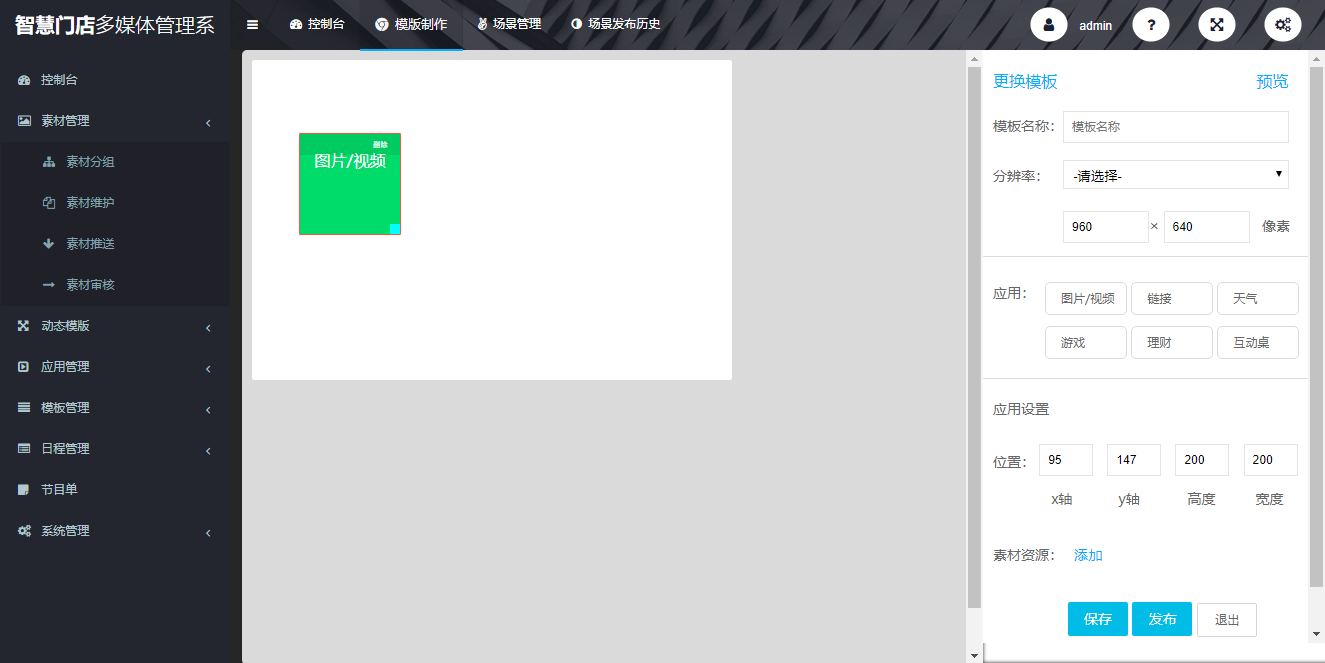 智慧门店多媒体管理系
控制台
模版制作
场景管理
场景发布历史
admin
?
控制台
素材管理
素材分组
素材维护
素材推送
素材审核
动态模版
应用管理
模板管理
日程管理
节目单
系统管理
删除
图片/视频
更换模板 预览
模板名称: 模板名称
分辨率: -请选择-
960 × 640 像素
应用: 图片/视频 链接 天气
游戏 理财 互动桌
应用设置
位置: 95 147 200 200
x轴 y轴 高度 宽度
素材资源: 添加
保存 发布 退出